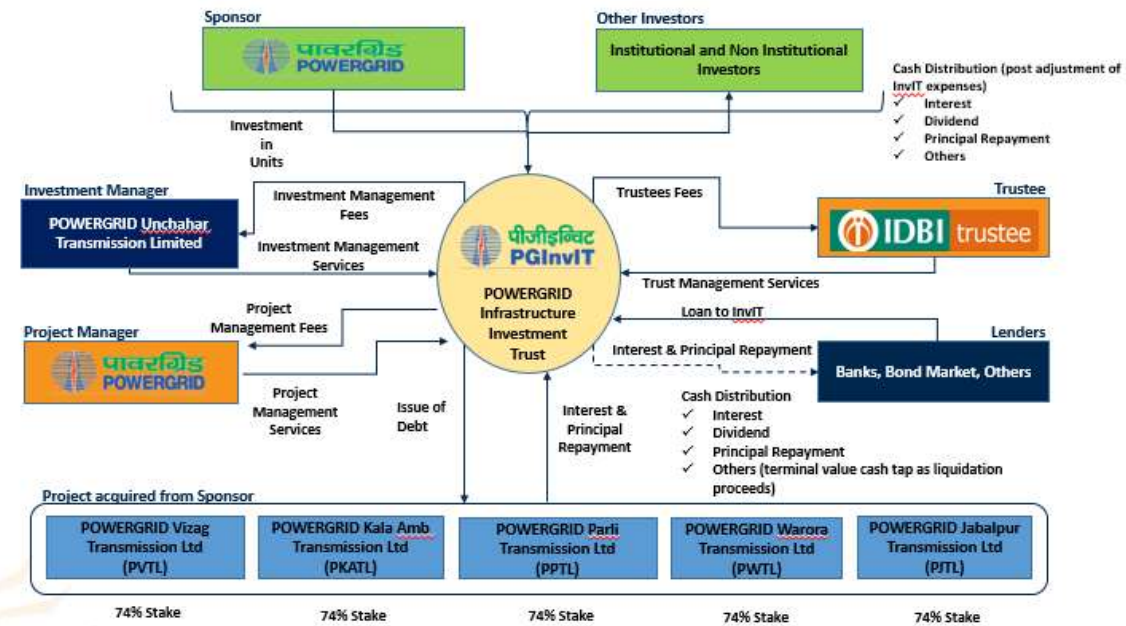 Sponsor
पावरग्रिड
POWERGRID
Other Investors
Institutional and Non Institutional
Investors
Cash Distribution (post adjustment of
InvIT expenses)
✓ Interest
✓ Dividend
✓ Principal Repayment
✓ Others
Investment
in
Units
Investment Manager
POWERGRID Unchahar
Transmission Limited
Investment Management
Fees
Investment Management
Services
Trustees Fees
Trustee
IDBI trustee
Trust Management Services
पीजीइन्विट
PGInvIT
POWERGRID
Infrastructure
Investment
Trust
Project
Management Fees
Project Manager
पावरग्रिड
POWERGRID
Project
Management
Services
Loan to InvIT
Lenders
Interest & Principal Repayment
Banks, Bond Market, Others
Issue of
Debt
Interest &
Principal
Repayment
Cash Distribution
✓ Interest
✓ Dividend
✓ Principal Repayment
✓ Others (terminal value cash tap as liquidation
proceeds)
Project acquired from Sponsor
POWERGRID Vizag
Transmission Ltd
(PVTL)
POWERGRID Kala Amb
Transmission Ltd
(PKATL)
POWERGRID Parli
Transmission Ltd
(PPTL)
POWERGRID Warora
Transmission Ltd
(PWTL)
POWERGRID Jabalpur
Transmission Ltd
(PJTL)
74% Stake
74% Stake
74% Stake
74% Stake
74% Stake